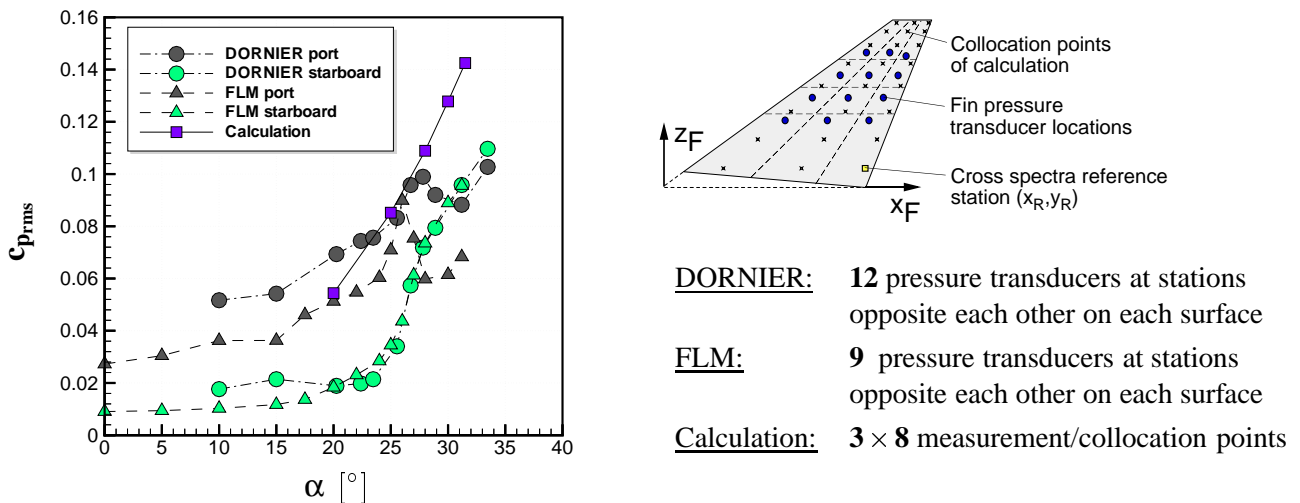 0.16
0.14
0.12
0.1
0.08
0.06
0.04
0.02
0
c_{p_{rms}}
DORNIER port
DORNIER starboard
FLM port
FLM starboard
Calculation
0 5 10 15 20 25 30 35 40
α [°]
Collocation points
of calculation
Fin pressure
transducer locations
Cross spectra reference
station (x_R,y_R)
z_F
x_F
DORNIER: 12 pressure transducers at stations
opposite each other on each surface
FLM: 9 pressure transducers at stations
opposite each other on each surface
Calculation: 3 × 8 measurement/collocation points